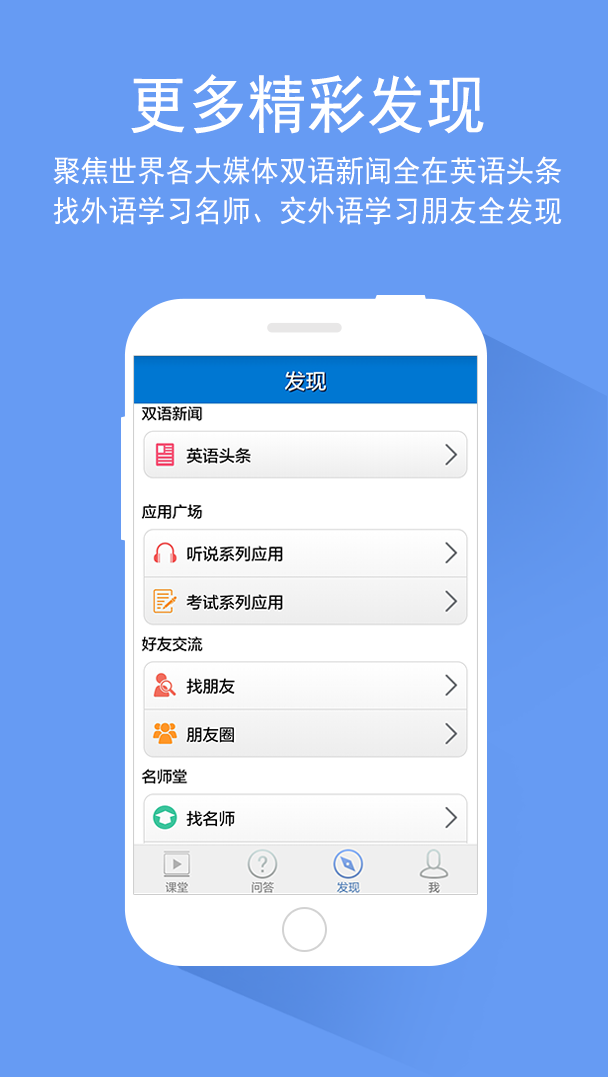 更多精彩发现
聚焦世界各大媒体双语新闻全在英语头条
找外语学习名师、交外语学习朋友全发现
发现
双语新闻
英语头条
应用广场
听说系列应用
考试系列应用
好友交流
找朋友
朋友圈
名师堂
找名师
课堂
问答
发现
我